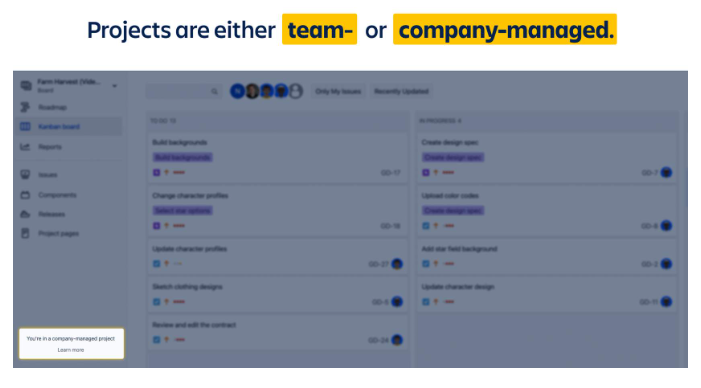 Projects are either team- or company-managed.
Farm Harvest (Vide...
Board
Only My Issues
Recently Updated
Roadmap
Kanban board
Reports
Issues
Components
Releases
Project pages
TO DO 15
Build backgrounds
Build backgrounds
GD-17
Change character profiles
Select star options
GD-18
Update character profiles
GD-27
Sketch clothing designs
GD-5
Review and edit the contract
GD-24
IN PROGRESS 4
Create design spec
Create design spec
GD-7
Upload color codes
Create design spec
GD-8
Add star field background
GD-2
Update character design
GD-11
You're in a company-managed project
Learn more